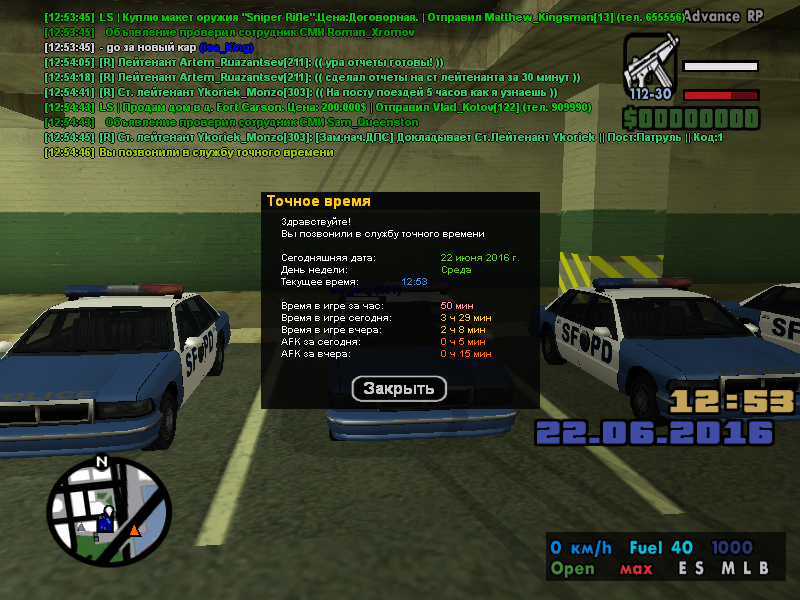 [12:53:45] LS | Куплю макет оружия "Sniper Rifle".Цена:Договорная. | Отправил Matthew_Kingsman[13] (тел. 655556)
Advance RP
[12:53:45] Объявление проверил сотрудник СМИ Roman_Xromov
[12:53:45] - go за новый кар
[12:54:05] [R] Лейтенант Artem_Ruazantsev[211]: (( ура отчеты готовы! ))
[12:54:18] [R] Лейтенант Artem_Ruazantsev[211]: (( сделал отчеты на ст лейтенанта за 30 минут ))
[12:54:41] [R] Ст. лейтенант Ykoriek_Monzo[303]: (( На посту поездей 5 часов как я узнаешь ))
112-30
[12:54:43] LS | Продам дом в д. Fort Carson. Цена: 200.000$ | Отправил Vlad_Kotov[122] (тел. 909990)
$00000000
[12:54:43] Объявление проверил сотрудник СМИ Sam_Queenston
[12:54:45] [R] Ст. лейтенант Ykoriek_Monzo[303]: [Зам.нач.ДПС] Докладывает Ст.Лейтенант Ykoriek || Пост:Патруль || Код:1
[12:54:46] Вы позвонили в службу точного времени
Точное время
Здравствуйте!
Вы позвонили в службу точного времени
Сегодняшняя дата: 22 июня 2016 г.
День недели: Среда
Текущее время: 12:53
Время в игре за час: 50 мин
Время в игре сегодня: 3 ч 29 мин
Время в игре вчера: 2 ч 8 мин
AFK за сегодня: 0 ч 5 мин
AFK за вчера: 0 ч 15 мин
Закрыть
SFPD
SFPD
SF
12:53
22.06.2016
N
0 км/h Fuel 40 1000
Open мах E S M L B